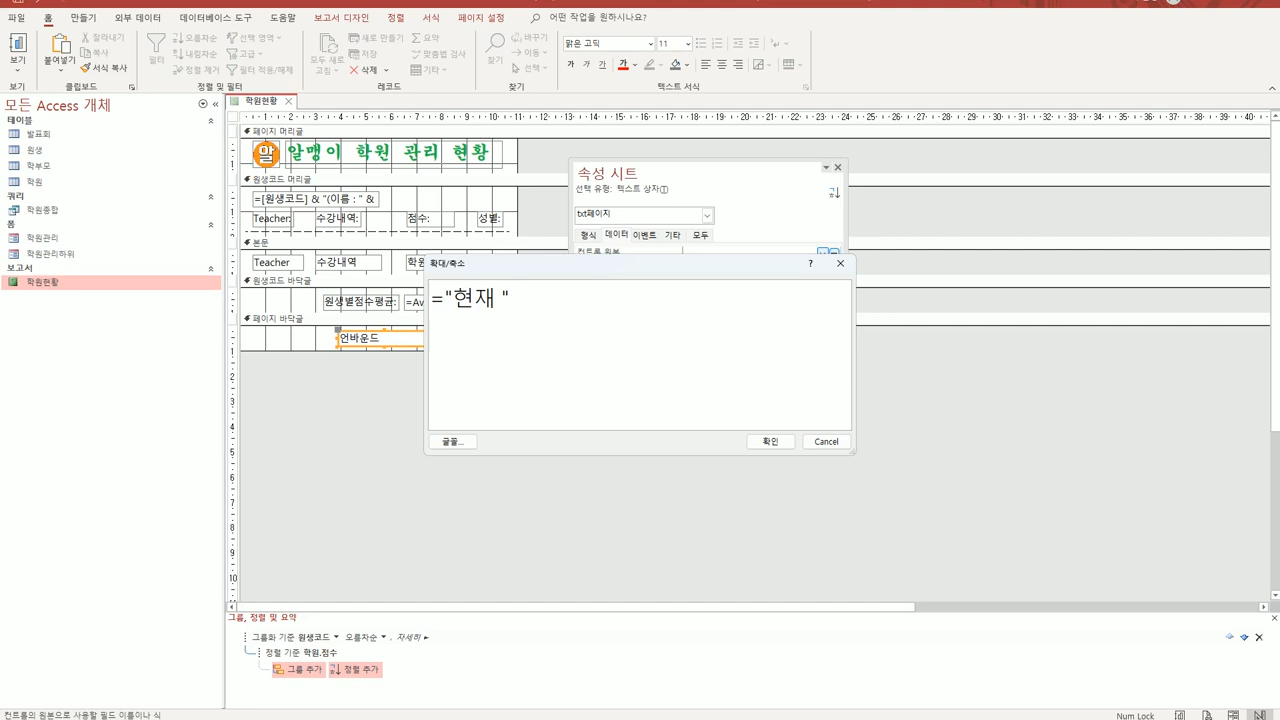 파일 홈 만들기 외부 데이터 데이터베이스 도구 도움말 보고서 디자인 정렬 서식 페이지 설정 어떤 작업을 원하시나요?
보기 붙여넣기 잘라내기 복사 서식 복사 필터 오름차순 내림차순 정렬 제거 선택 영역 고급 필터 적용/해제 모두 새로 고침 새로 만들기 저장 삭제 요약 맞춤법 검사 기타 찾기 바꾸기 이동 선택 맑은 고딕 11 가 가 가 가
보기 클립보드 정렬 및 필터 레코드 찾기 텍스트 서식
모든 Access 개체
테이블
발표회
원생
학부모
학원
쿼리
학원종합
폼
학원관리
학원관리하위
보고서
학원현황
학원현황
페이지 머리글
알 알맹이 학원 관리 현황
원생코드 머리글
=[원생코드] & "(이름 : " &
Teacher: 수강내역: 점수: 성별:
본문
Teacher 수강내역
원생코드 바닥글
원생별점수평균:
페이지 바닥글
언바운드
속성 시트
선택 유형: 텍스트 상자(I)
txt페이지
형식 데이터 이벤트 기타 모두
컨트롤 원본
확대/축소
="현재 "
글꼴... 확인 Cancel
그룹, 정렬 및 요약
그룹화 기준 원생코드 오름차순 , 자세히
정렬 기준 학원.점수
그룹 추가 정렬 추가
컨트롤의 원본으로 사용할 필드 이름이나 식
Num Lock